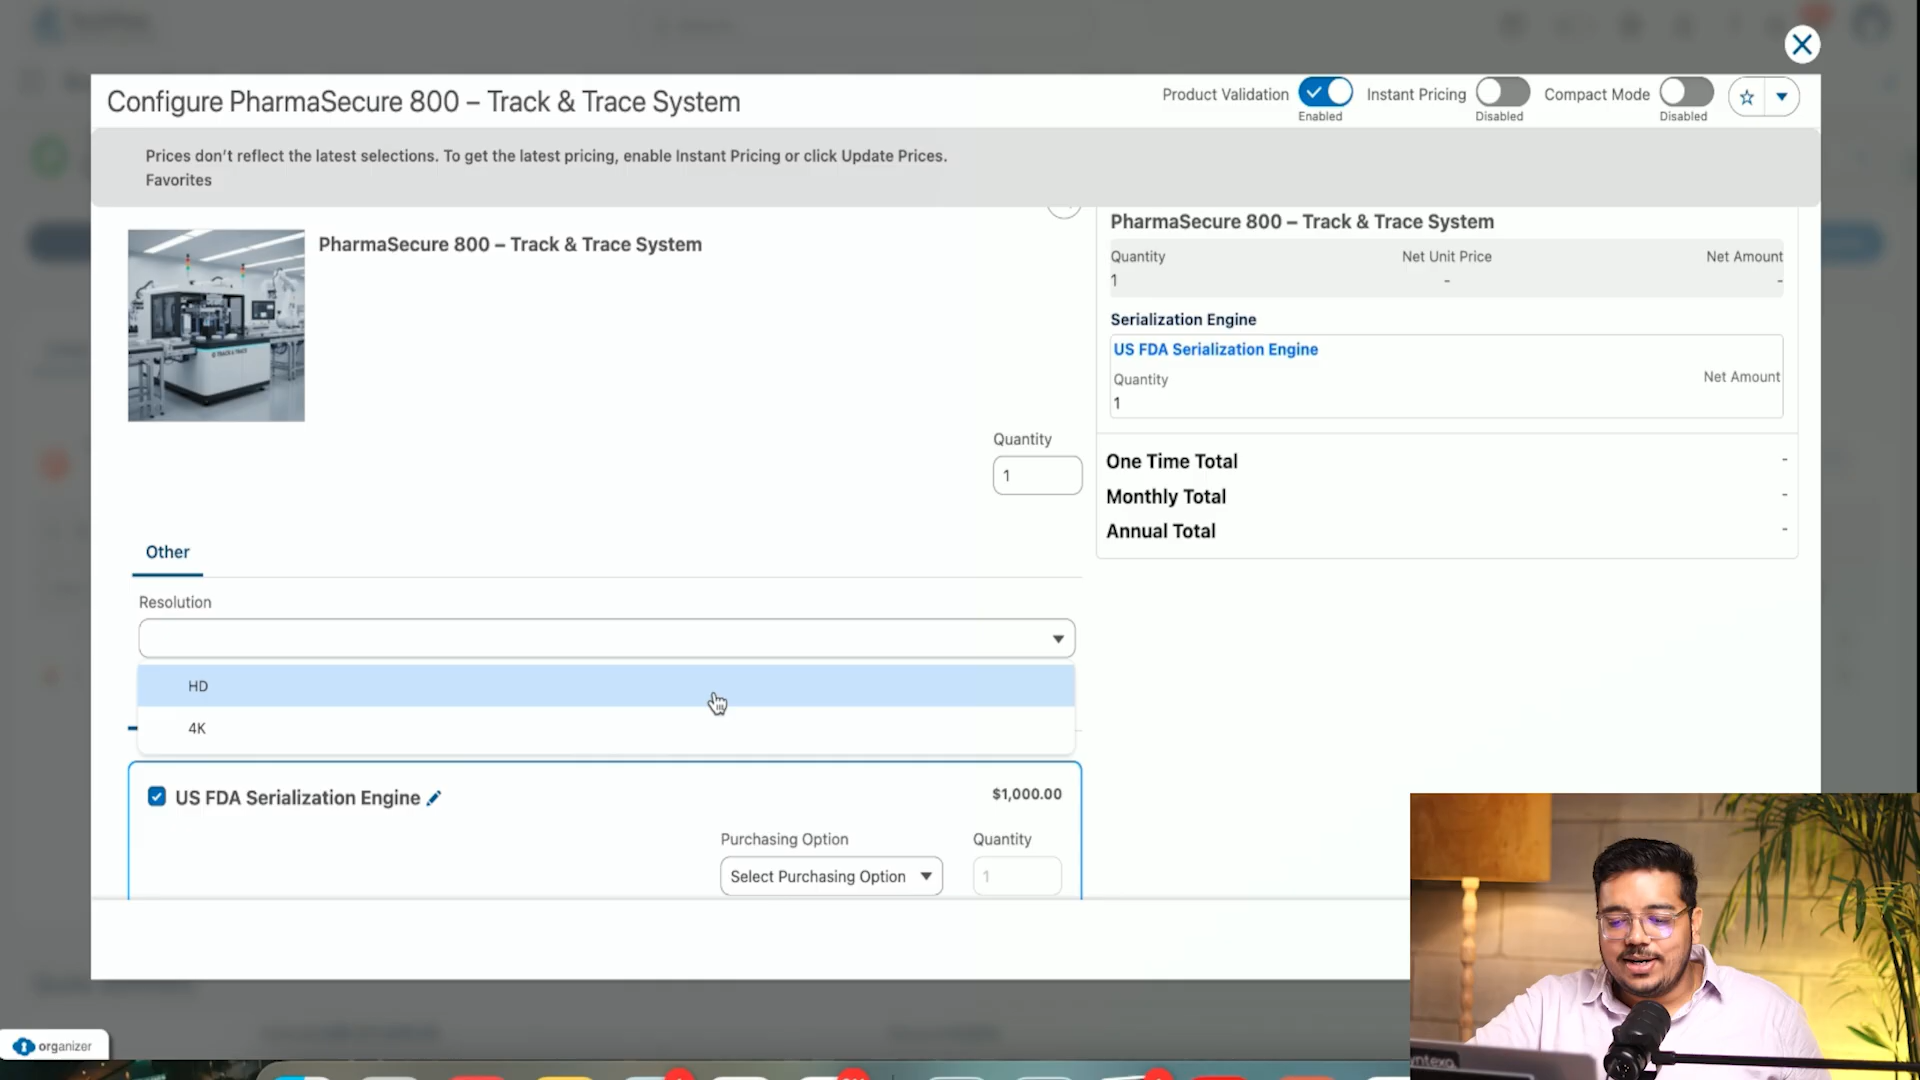 Configure PharmaSecure 800 – Track & Trace System
Product Validation
Enabled
Instant Pricing
Disabled
Compact Mode
Disabled
Prices don't reflect the latest selections. To get the latest pricing, enable Instant Pricing or click Update Prices.
Favorites
PharmaSecure 800 – Track & Trace System
Quantity
1
Other
Resolution
HD
4K
US FDA Serialization Engine
$1,000.00
Purchasing Option
Quantity
Select Purchasing Option
1
PharmaSecure 800 – Track & Trace System
Quantity Net Unit Price Net Amount
1 - -
Serialization Engine
US FDA Serialization Engine
Quantity Net Amount
1
One Time Total -
Monthly Total -
Annual Total -
TRACK & TRACE
organizer